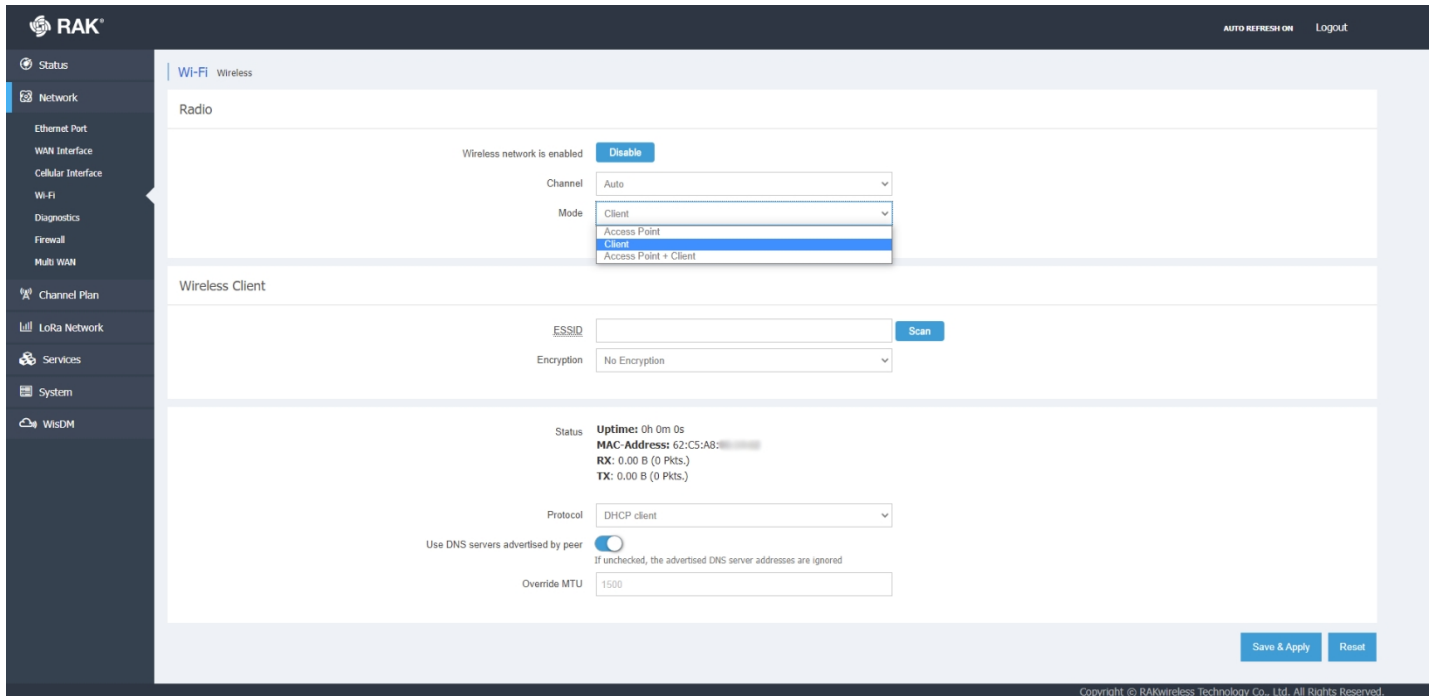 RAK®
AUTO REFRESH ON Logout
Status
Network
Ethernet Port
WAN Interface
Cellular Interface
Wi-Fi
Diagnostics
Firewall
Multi WAN
Channel Plan
LoRa Network
Services
System
WisDM
Wi-Fi Wireless
Radio
Wireless network is enabled Disable
Channel Auto
Mode Client
Access Point
Client
Access Point + Client
Wireless Client
ESSID Scan
Encryption No Encryption
Status Uptime: 0h 0m 0s
MAC-Address: 62:C5:A8:
RX: 0.00 B (0 Pkts.)
TX: 0.00 B (0 Pkts.)
Protocol DHCP client
Use DNS servers advertised by peer
If unchecked, the advertised DNS server addresses are ignored
Override MTU 1500
Save & Apply Reset
Copyright © RAKwireless Technology Co., Ltd. All Rights Reserved.